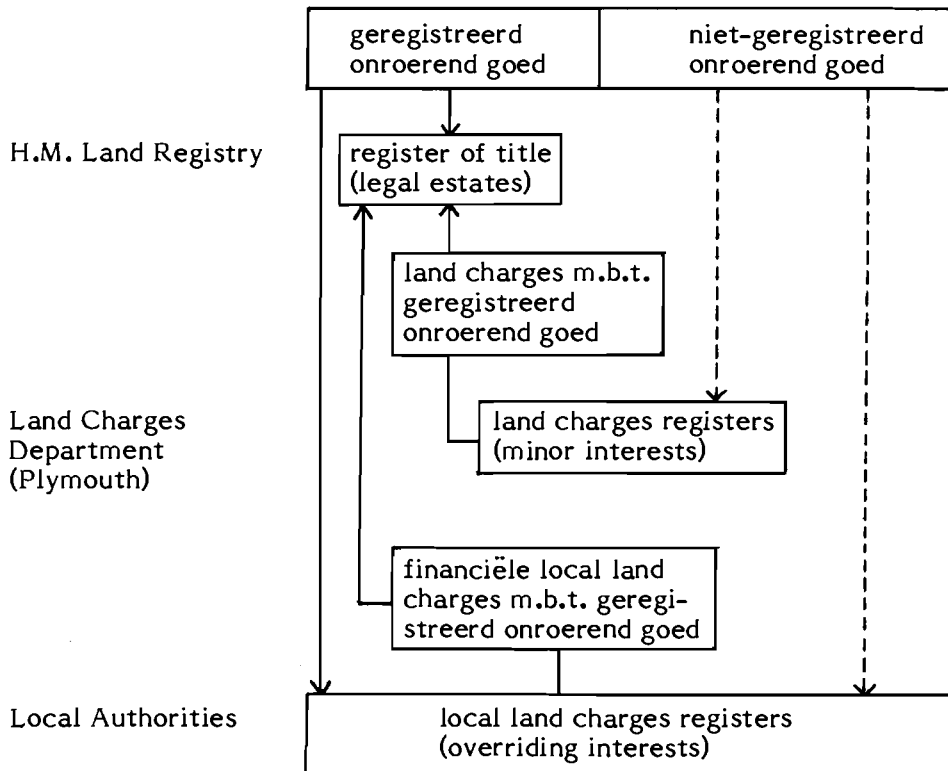 geregistreerd
onroerend goed
niet-geregistreerd
onroerend goed
H.M. Land Registry
register of title
(legal estates)
land charges m.b.t.
geregistreerd
onroerend goed
Land Charges
Department
(Plymouth)
land charges registers
(minor interests)
financiële local land
charges m.b.t. geregi-
streerd onroerend goed
Local Authorities
local land charges registers
(overriding interests)